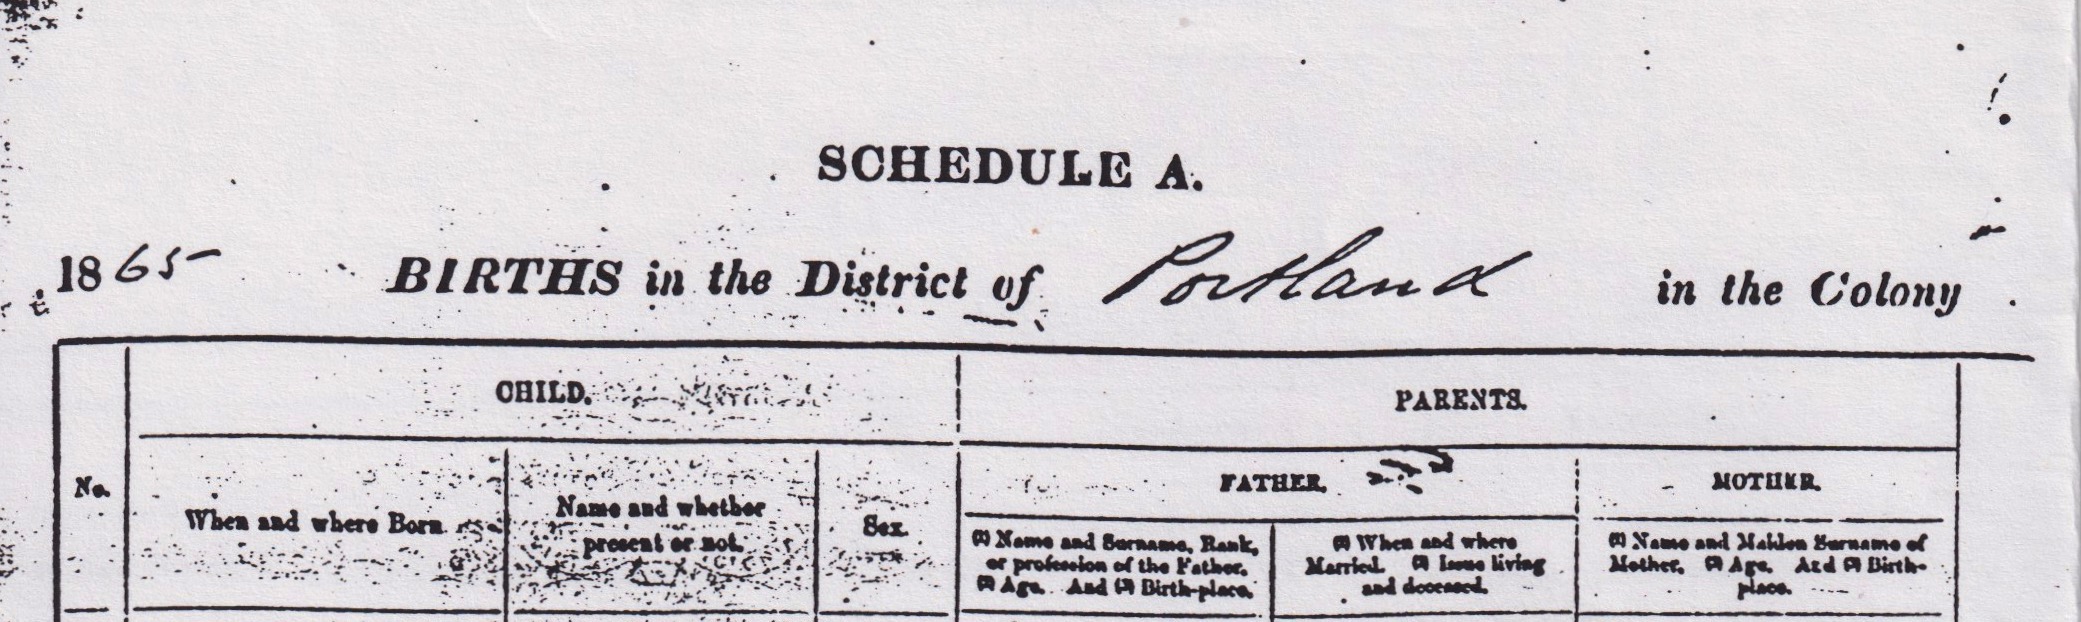 SCHEDULE A.
1865 BIRTHS in the District of Portland in the Colony
CHILD.
PARENTS.
No.
When and where Born
Name and whether
present or not.
Sex.
FATHER.
MOTHER.
(1) Name and Surname, Rank,
or profession of the Father.
(2) Age. And (3) Birth-place.
(1) When and where
Married. (2) Issue living
and deceased.
(1) Name and Maiden Surname of
Mother. (2) Age. And (3) Birth-
place.